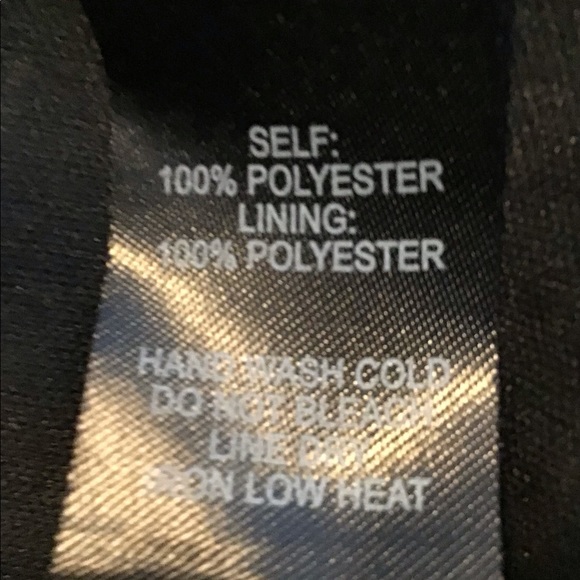 SELF:
100% POLYESTER
LINING:
100% POLYESTER
HAND WASH COLD
DO NOT BLEACH
LINE DRY
IRON LOW HEAT